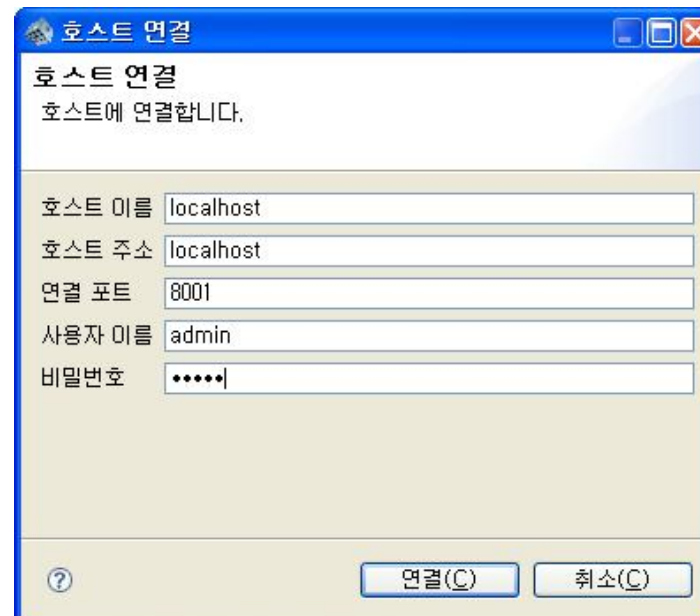 호스트 연결
호스트 연결
호스트에 연결합니다.
호스트 이름 localhost
호스트 주소 localhost
연결 포트 8001
사용자 이름 admin
비밀번호 •••••
? 연결(C) 취소(C)